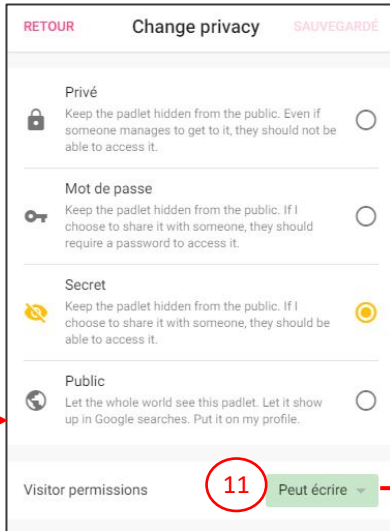 RETOUR Change privacy SAUVEGARDÉ
Privé
Keep the padlet hidden from the public. Even if
someone manages to get to it, they should not be
able to access it.
Mot de passe
Keep the padlet hidden from the public. If I
choose to share it with someone, they should
require a password to access it.
Secret
Keep the padlet hidden from the public. If I
choose to share it with someone, they should be
able to access it.
Public
Let the whole world see this padlet. Let it show
up in Google searches. Put it on my profile.
Visitor permissions 11 Peut écrire